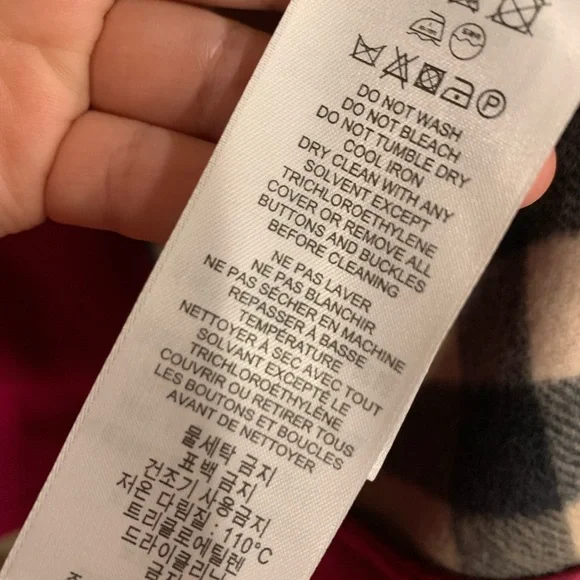 P
DO NOT WASH
DO NOT BLEACH
DO NOT TUMBLE DRY
COOL IRON
DRY CLEAN WITH ANY
SOLVENT EXCEPT
TRICHLOROETHYLENE
COVER OR REMOVE ALL
BUTTONS AND BUCKLES
BEFORE CLEANING
NE PAS LAVER
NE PAS BLANCHIR
NE PAS SÉCHER EN MACHINE
REPASSER À BASSE
TEMPÉRATURE
NETTOYER À SEC AVEC TOUT
SOLVANT EXCEPTÉ LE
TRICHLOROÉTHYLÈNE
COUVRIR OU RETIRER TOUS
LES BOUTONS ET BOUCLES
AVANT DE NETTOYER
물세탁 금지
표백 금지
건조기 사용금지
저온 다림질 : 110°C
트리클로로에틸렌
드라이클리닝
금지